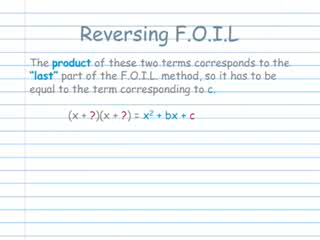 Reversing F.O.I.L
The product of these two terms corresponds to the
“last” part of the F.O.I.L. method, so it has to be
equal to the term corresponding to c.
(x + ?)(x + ?) = x² + bx + c